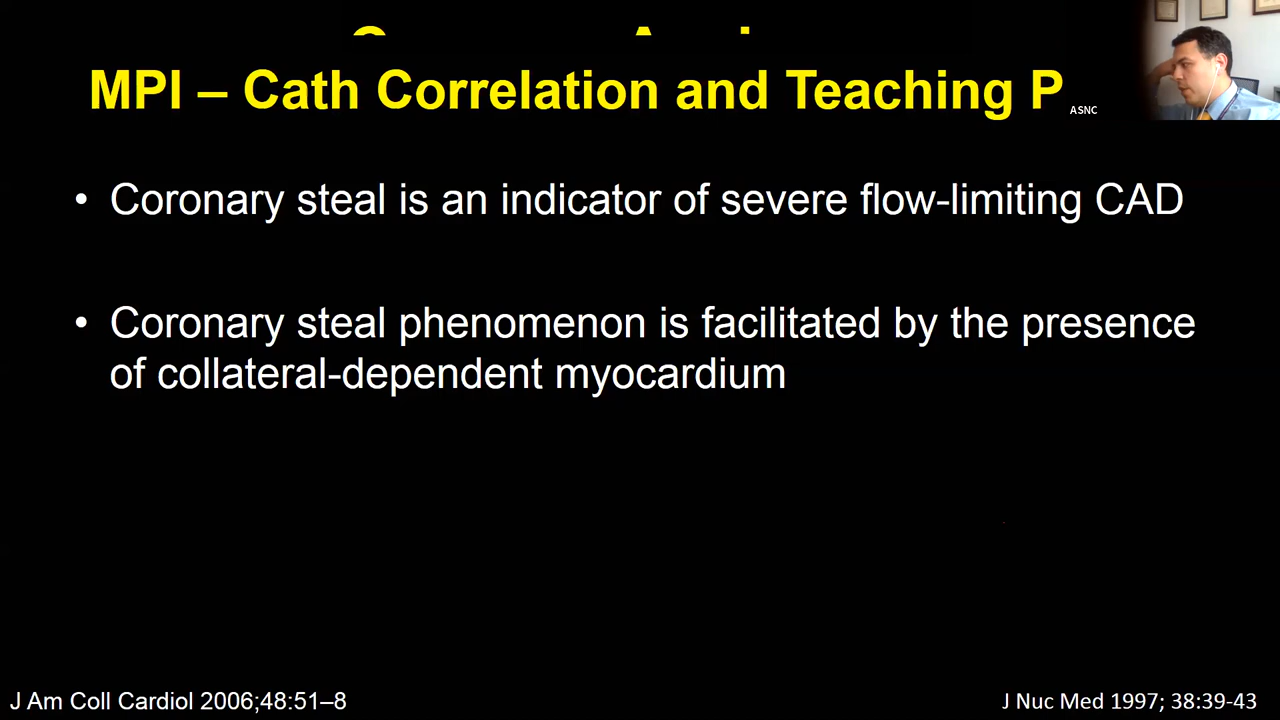 MPI – Cath Correlation and Teaching P
ASNC
• Coronary steal is an indicator of severe flow-limiting CAD
• Coronary steal phenomenon is facilitated by the presence
of collateral-dependent myocardium
J Am Coll Cardiol 2006;48:51–8
J Nuc Med 1997; 38:39-43